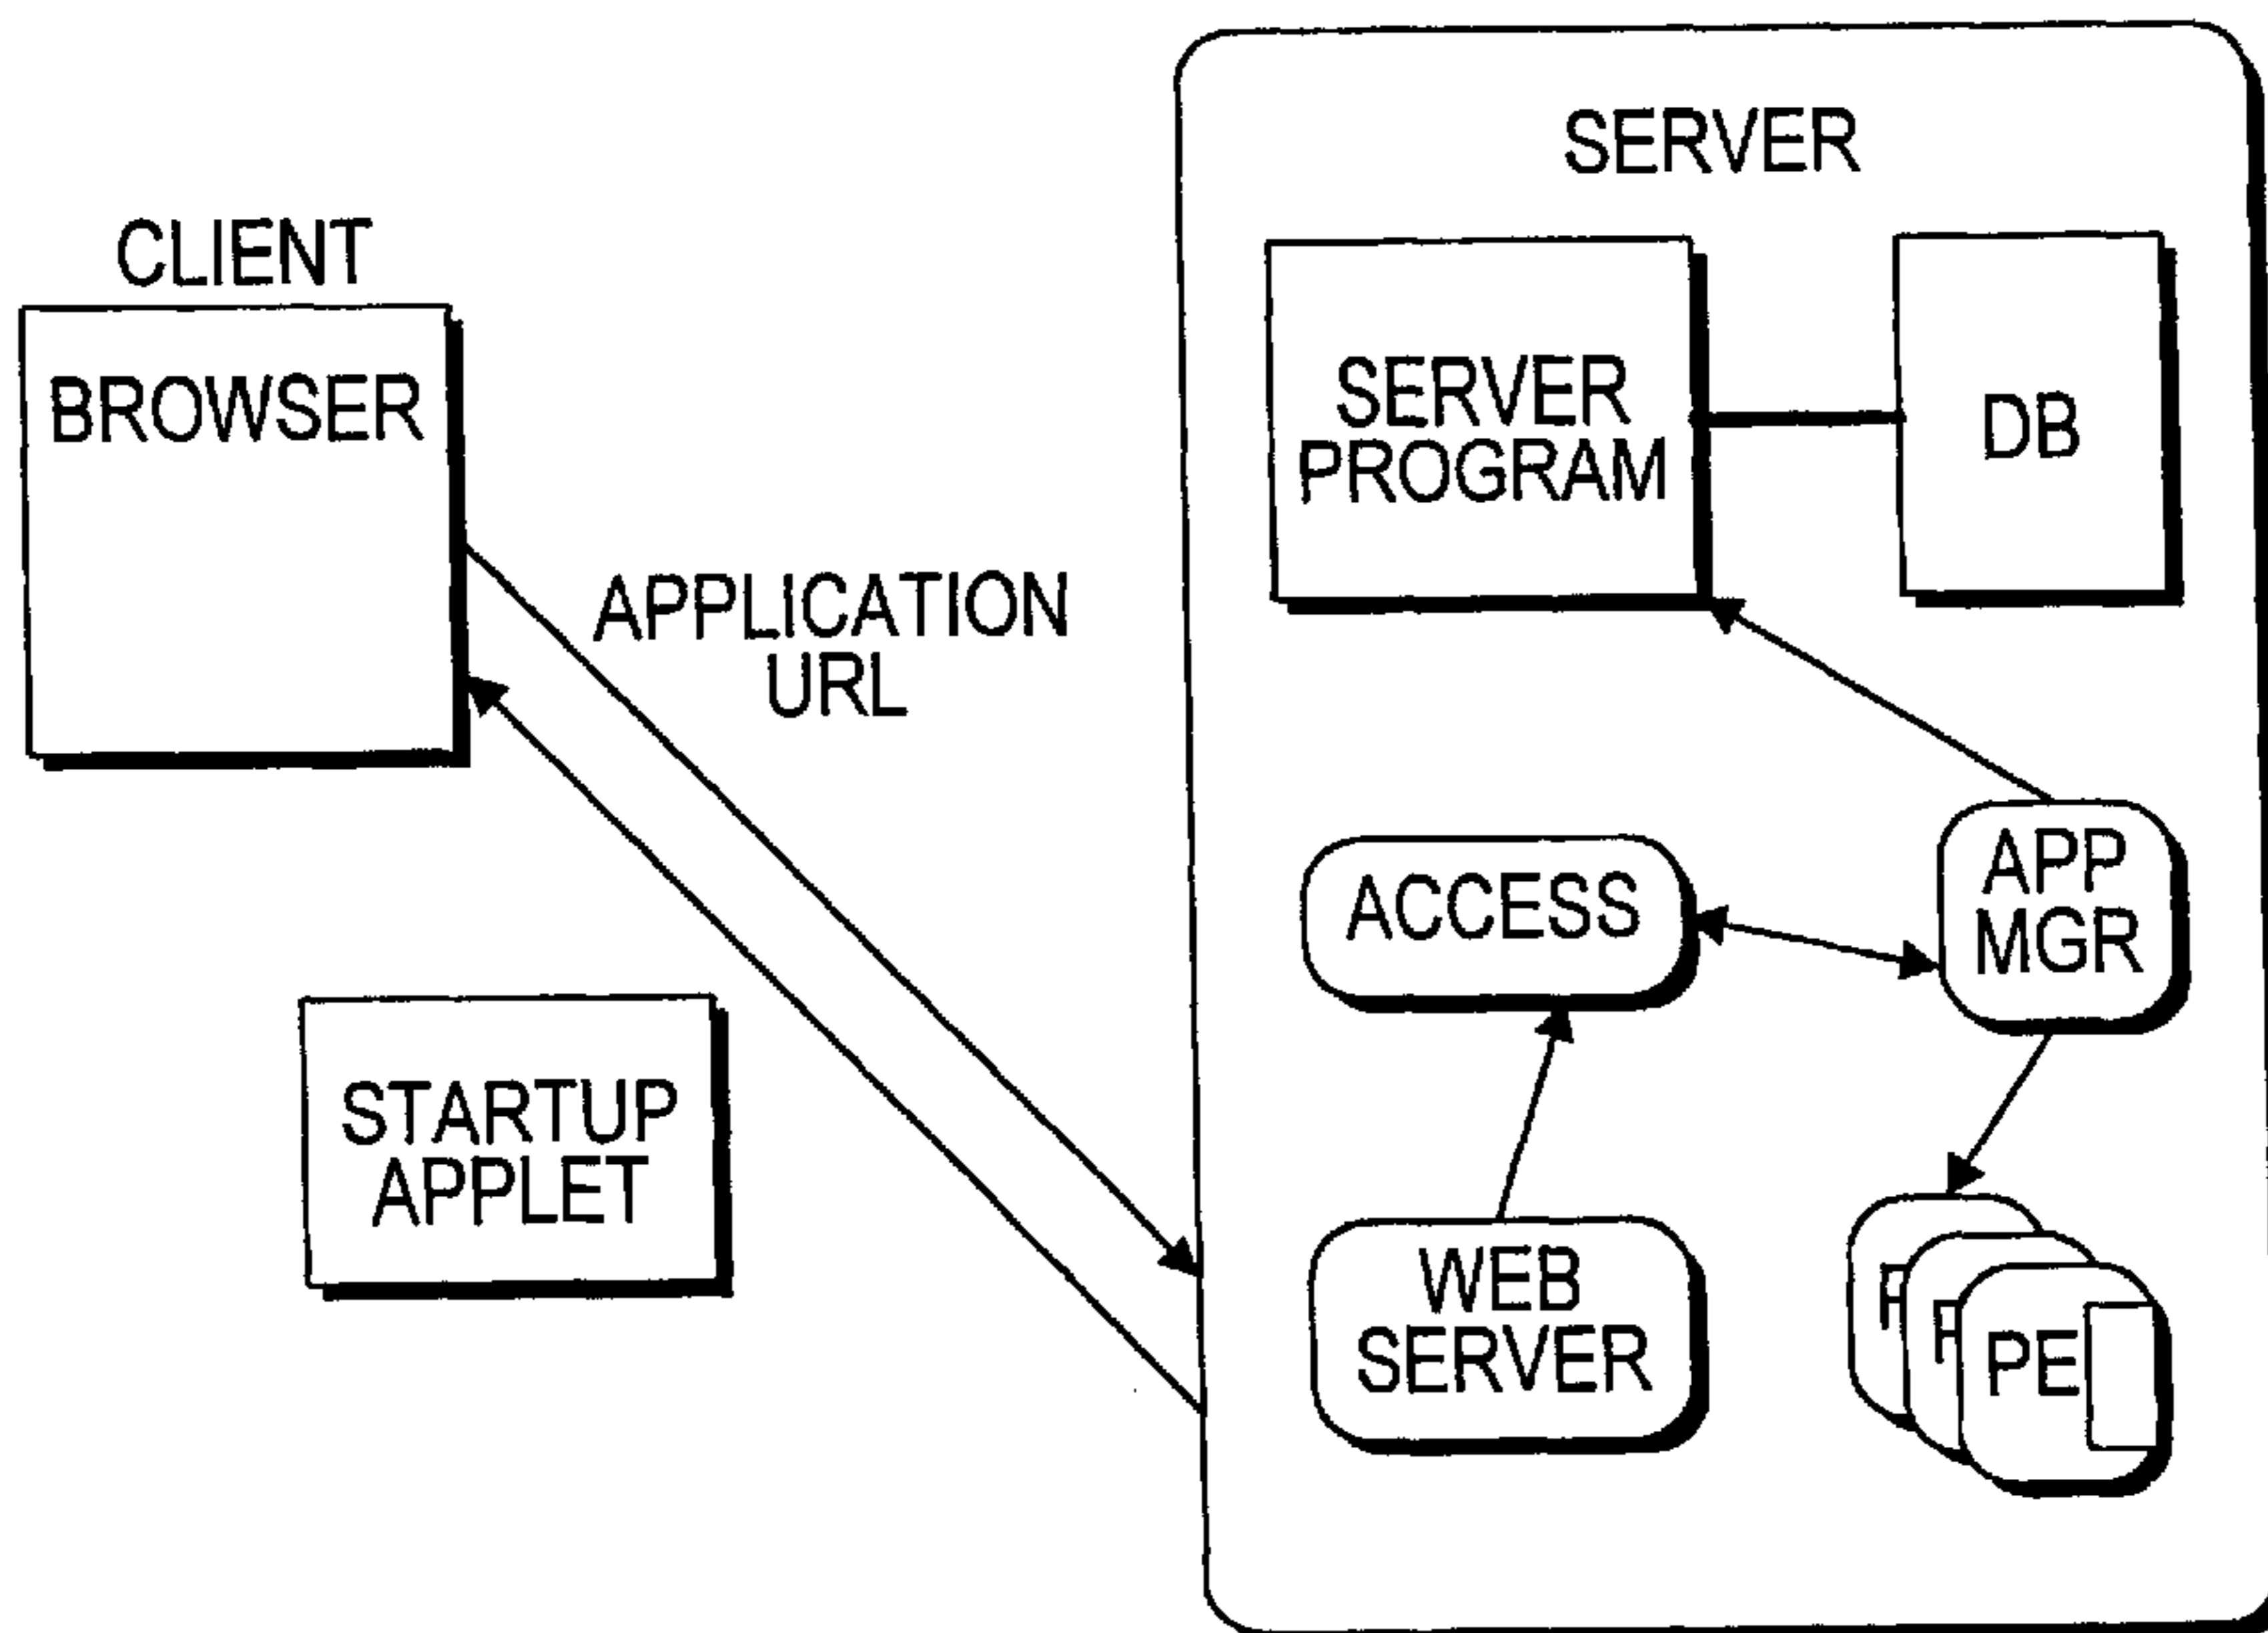 SERVER
CLIENT
BROWSER
SERVER
PROGRAM
DB
APPLICATION
URL
ACCESS
APP
MGR
STARTUP
APPLET
WEB
SERVER
PE